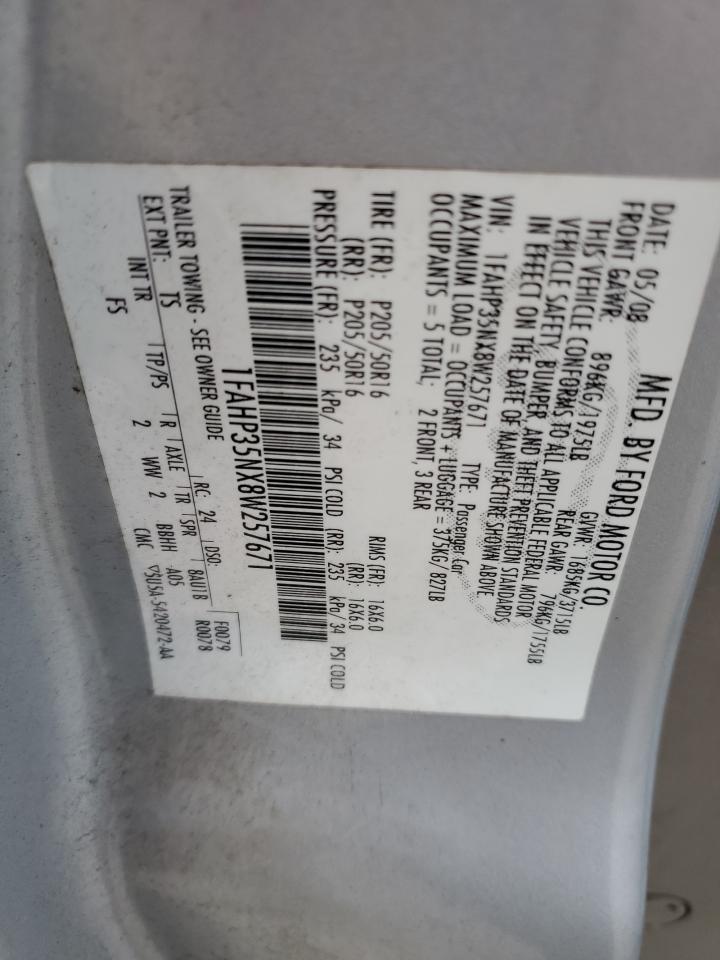 MFD. BY FORD MOTOR CO.
DATE: 05/08 GVWR: 1685KG/3715LB
FRONT GAWR: 896KG/1975LB REAR GAWR: 796KG/1755LB
THIS VEHICLE CONFORMS TO ALL APPLICABLE FEDERAL MOTOR
VEHICLE SAFETY, BUMPER, AND THEFT PREVENTION STANDARDS
IN EFFECT ON THE DATE OF MANUFACTURE SHOWN ABOVE.
VIN: 1FAHP35NX8W257671 TYPE: Passenger Car
MAXIMUM LOAD = OCCUPANTS + LUGGAGE = 375KG/827LB
OCCUPANTS = 5 TOTAL; 2 FRONT, 3 REAR
TIRE (FR): P205/50R16 RIMS (FR): 16X6.0
(RR): P205/50R16 (RR): 16X6.0
PRESSURE (FR): 235 kPa/ 34 PSI COLD (RR): 235 kPa/ 34 PSI COLD
1FAHP35NX8W257671
F0079
R0078
TRAILER TOWING - SEE OWNER GUIDE RC: 24 DSO:
EXT PNT: TS 8AU1B
INT TR TP/PS R AXLE TR SPR
FS 2 WW 2 BBHH A05
CMC V5U5A-5420472-AA